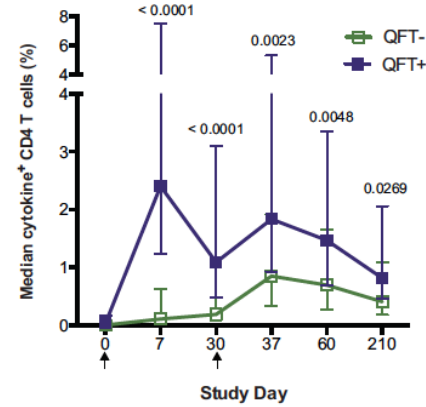 Median cytokine⁺ CD4 T cells (%)
8
6
4
3
2
1
0
< 0.0001
< 0.0001
0.0023
0.0048
0.0269
QFT-
QFT+
0 7 30 37 60 210
Study Day